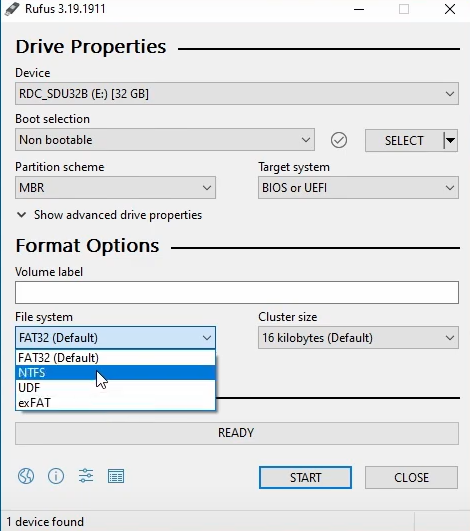 Rufus 3.19.1911
Drive Properties
Device
RDC_SDU32B (E:) [32 GB]
Boot selection
Non bootable
SELECT
Partition scheme Target system
MBR BIOS or UEFI
Show advanced drive properties
Format Options
Volume label
File system Cluster size
FAT32 (Default) 16 kilobytes (Default)
FAT32 (Default)
NTFS
UDF
exFAT
READY
START CLOSE
1 device found